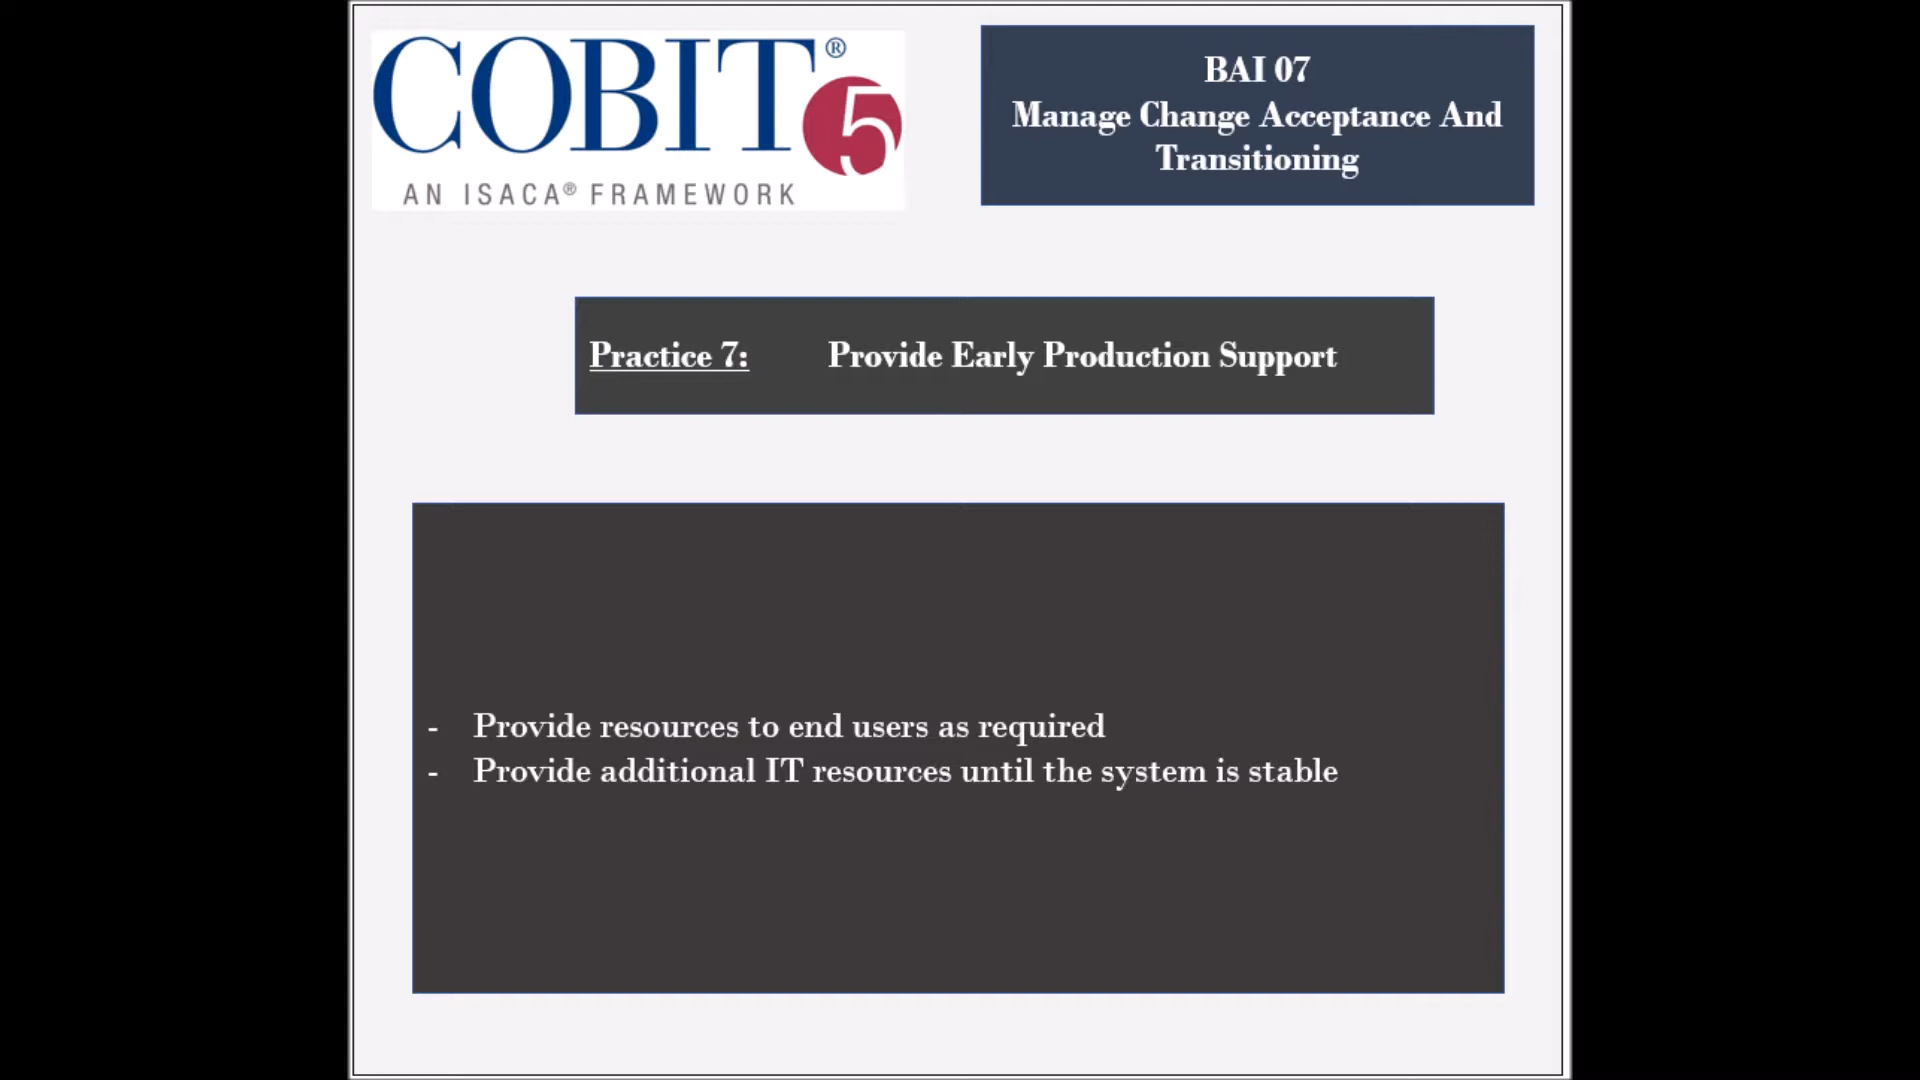 COBIT® 5
AN ISACA® FRAMEWORK
BAI 07
Manage Change Acceptance And
Transitioning
Practice 7: Provide Early Production Support
- Provide resources to end users as required
- Provide additional IT resources until the system is stable